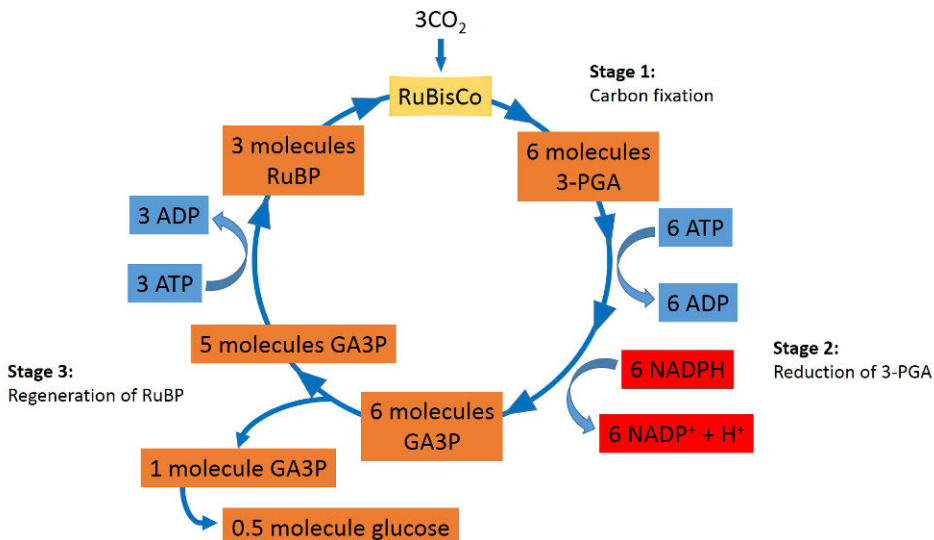 3CO₂
RuBisCo
Stage 1:
Carbon fixation
3 molecules
RuBP
6 molecules
3-PGA
3 ADP
3 ATP
6 ATP
6 ADP
5 molecules GA3P
Stage 2:
Reduction of 3-PGA
6 NADPH
6 NADP⁺ + H⁺
Stage 3:
Regeneration of RuBP
6 molecules
GA3P
1 molecule GA3P
0.5 molecule glucose